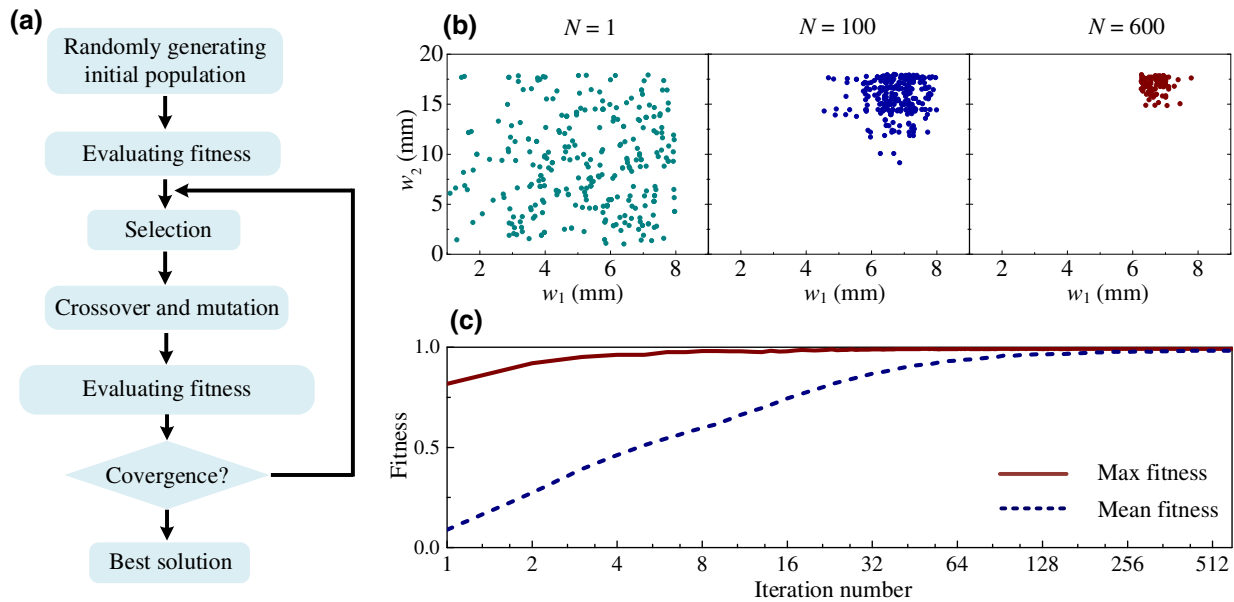 (a)
Randomly generating
initial population
Evaluating fitness
Selection
Crossover and mutation
Evaluating fitness
Covergence?
Best solution
(b)
N = 1
N = 100
N = 600
w₂ (mm)
20
15
10
5
0
2 4 6 8
2 4 6 8
2 4 6 8
w₁ (mm)
w₁ (mm)
w₁ (mm)
(c)
Fitness
1.0
0.5
0.0
Max fitness
Mean fitness
1 2 4 8 16 32 64 128 256 512
Iteration number